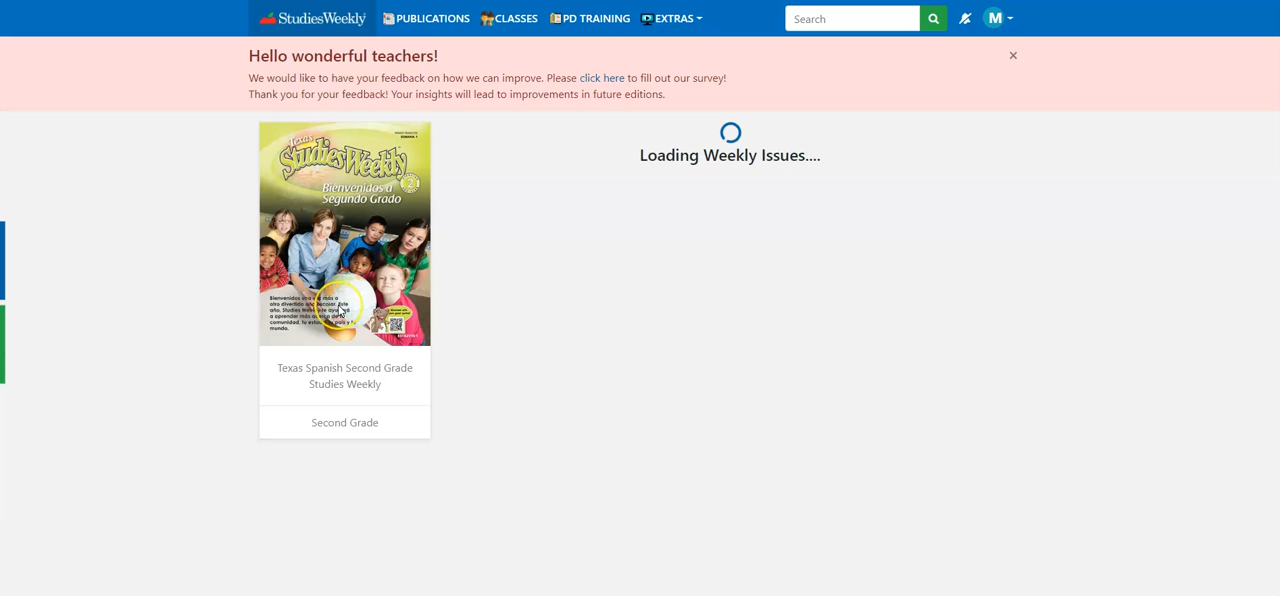 StudiesWeekly PUBLICATIONS CLASSES PD TRAINING EXTRAS Search M
Hello wonderful teachers! ×
We would like to have your feedback on how we can improve. Please click here to fill out our survey!
Thank you for your feedback! Your insights will lead to improvements in future editions.
Loading Weekly Issues....
Texas
StudiesWeekly
Bienvenidos a 2
Segundo Grado
Texas Spanish Second Grade
Studies Weekly
Second Grade